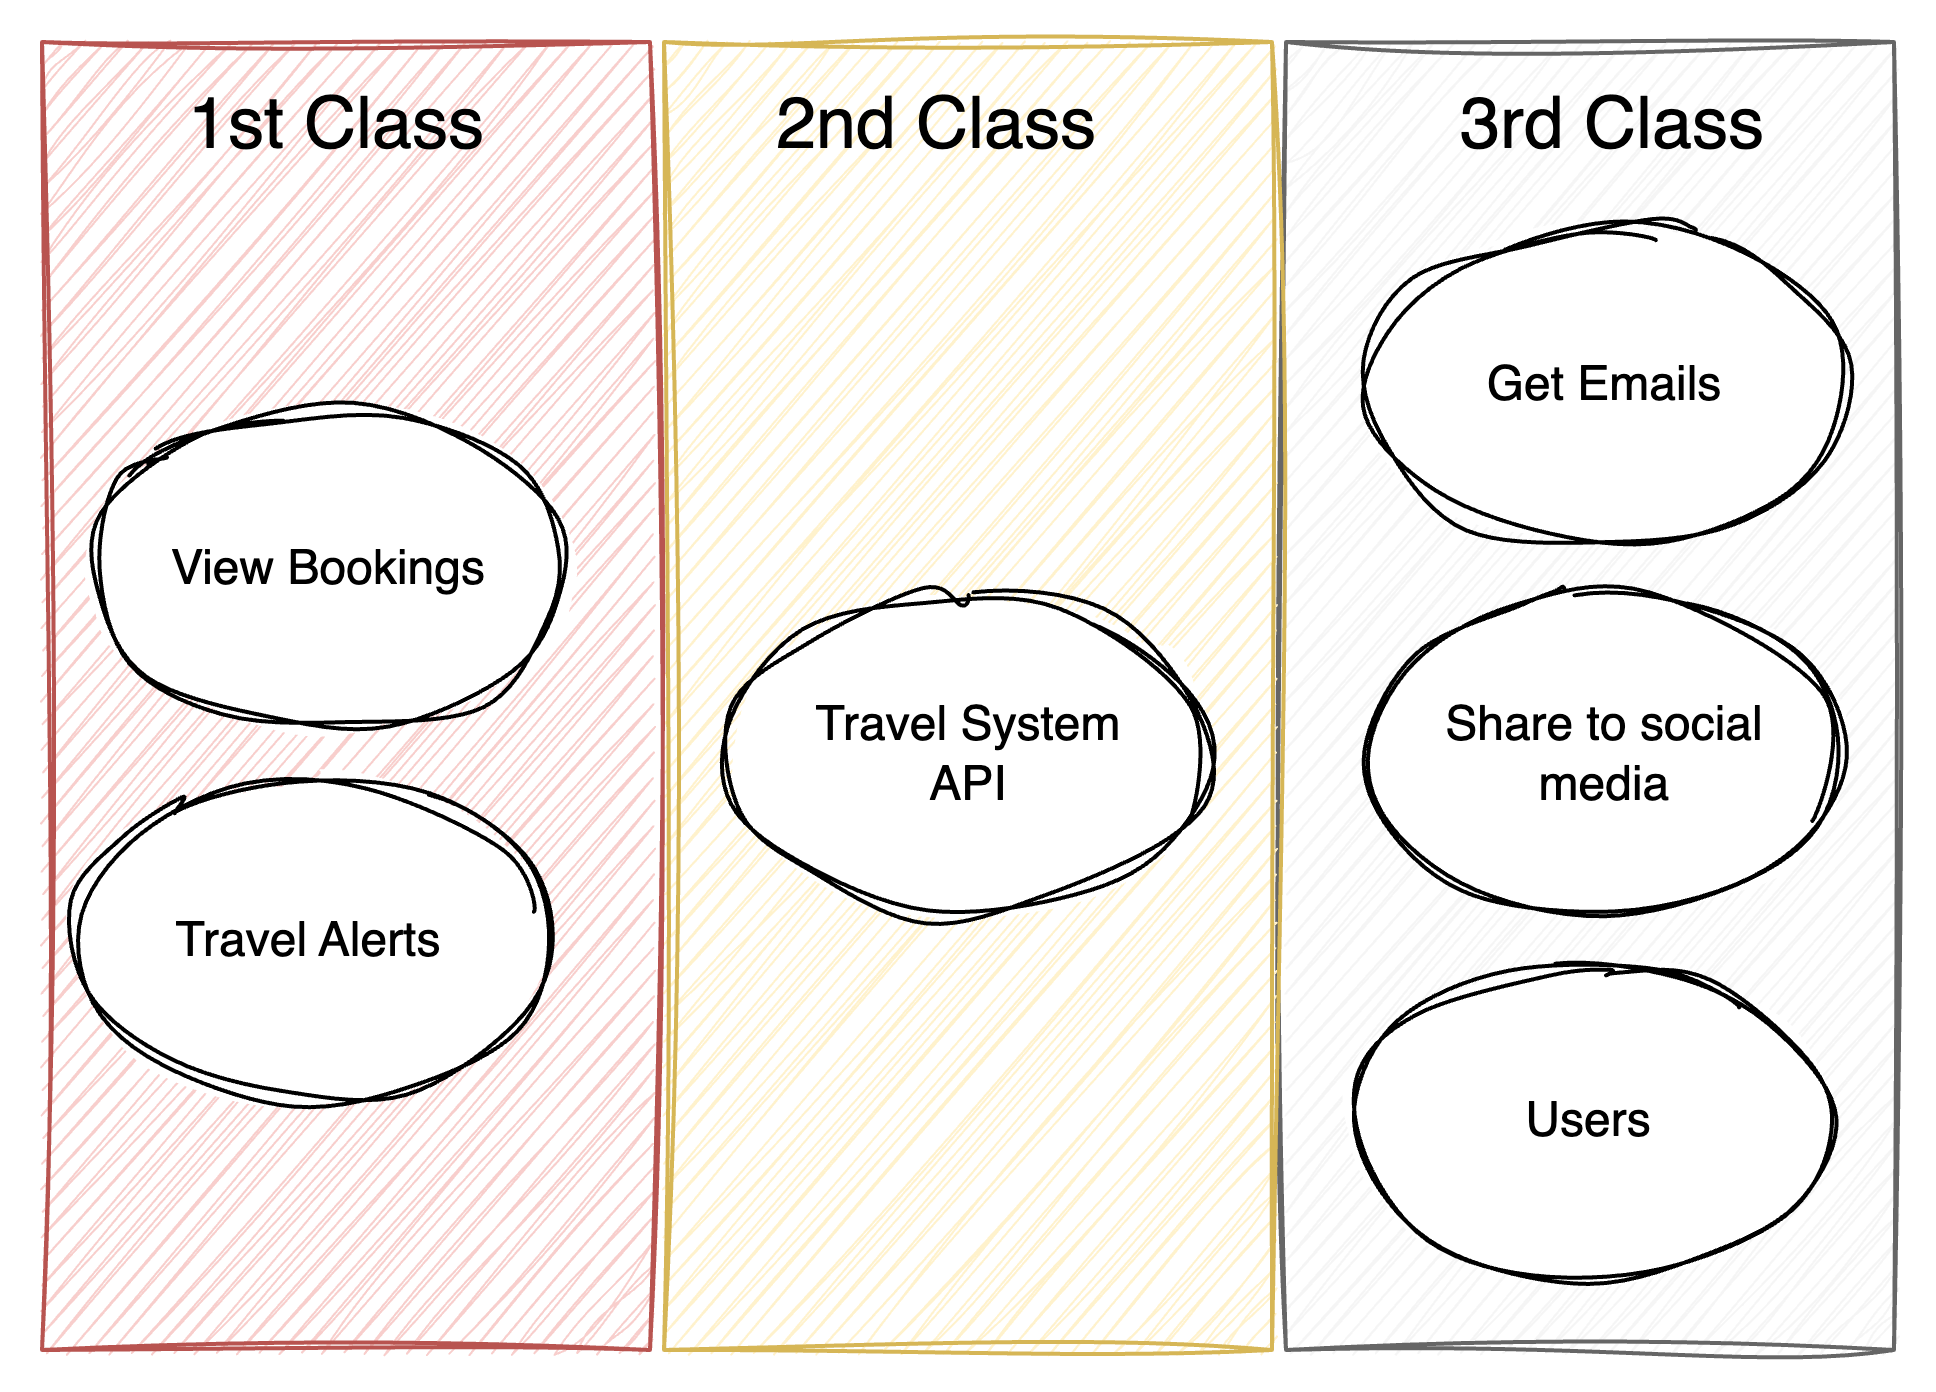 1st Class
View Bookings
Travel Alerts
2nd Class
Travel System
API
3rd Class
Get Emails
Share to social
media
Users